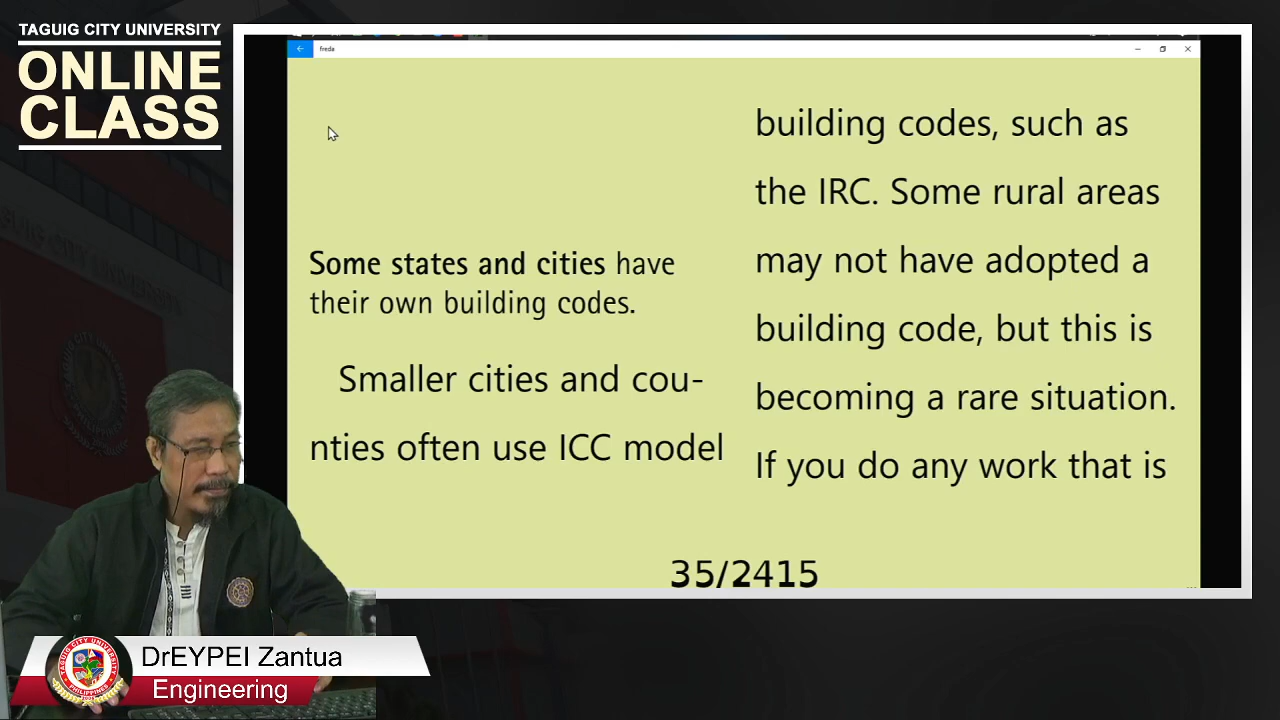 TAGUIG CITY UNIVERSITY
ONLINE
CLASS
Freda
Some states and cities have
their own building codes.
Smaller cities and cou-
nties often use ICC model
building codes, such as
the IRC. Some rural areas
may not have adopted a
building code, but this is
becoming a rare situation.
If you do any work that is
35/2415
DrEYPEI Zantua
Engineering